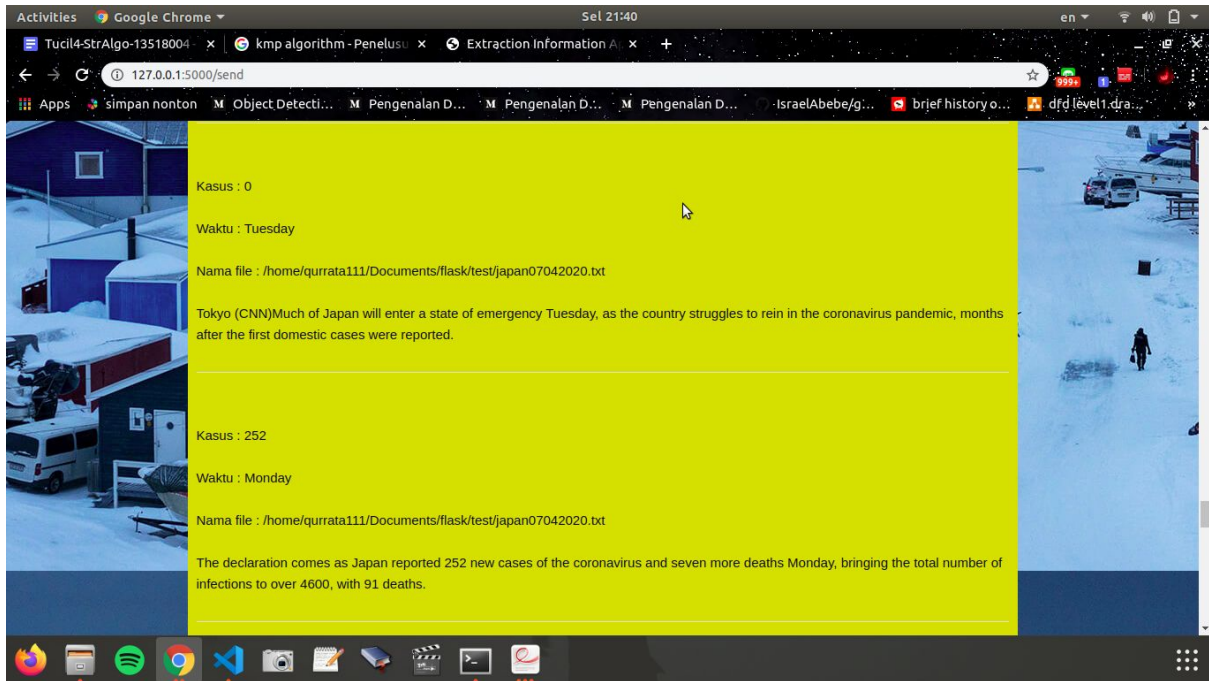 Activities Google Chrome Sel 21:40 en
Tucil4-StrAlgo-13518004- kmp algorithm - Penelusu Extraction Information A
127.0.0.1:5000/send 999+ 1
Apps simpan nonton Object Detecti... Pengenalan D... Pengenalan D... Pengenalan D... IsraelAbebe/g... brief history o... dfd level1.dra... »
Kasus : 0
Waktu : Tuesday
Nama file : /home/qurrata111/Documents/flask/test/japan07042020.txt
Tokyo (CNN)Much of Japan will enter a state of emergency Tuesday, as the country struggles to rein in the coronavirus pandemic, months
after the first domestic cases were reported.
Kasus : 252
Waktu : Monday
Nama file : /home/qurrata111/Documents/flask/test/japan07042020.txt
The declaration comes as Japan reported 252 new cases of the coronavirus and seven more deaths Monday, bringing the total number of
infections to over 4600, with 91 deaths.